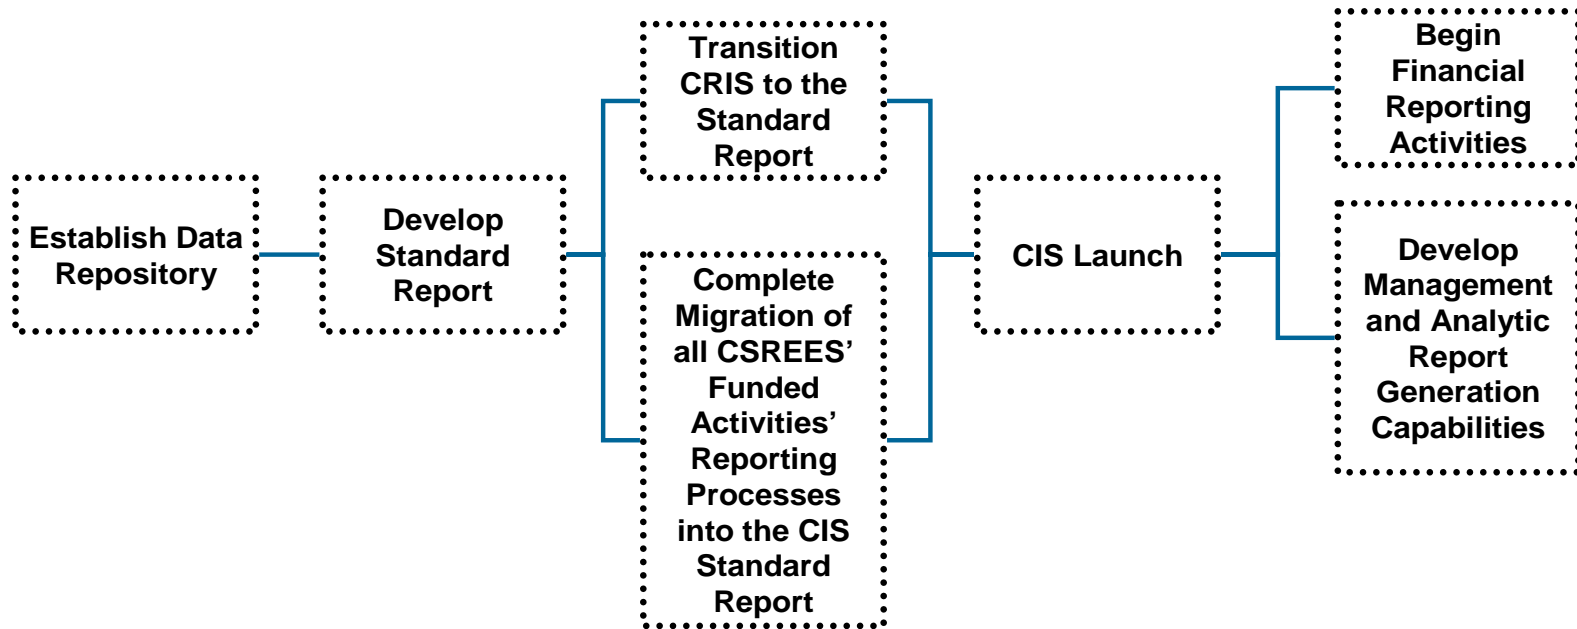 Establish Data
Repository
Develop
Standard
Report
Transition
CRIS to the
Standard
Report
Complete
Migration of
all CSREES’
Funded
Activities’
Reporting
Processes
into the CIS
Standard
Report
CIS Launch
Begin
Financial
Reporting
Activities
Develop
Management
and Analytic
Report
Generation
Capabilities